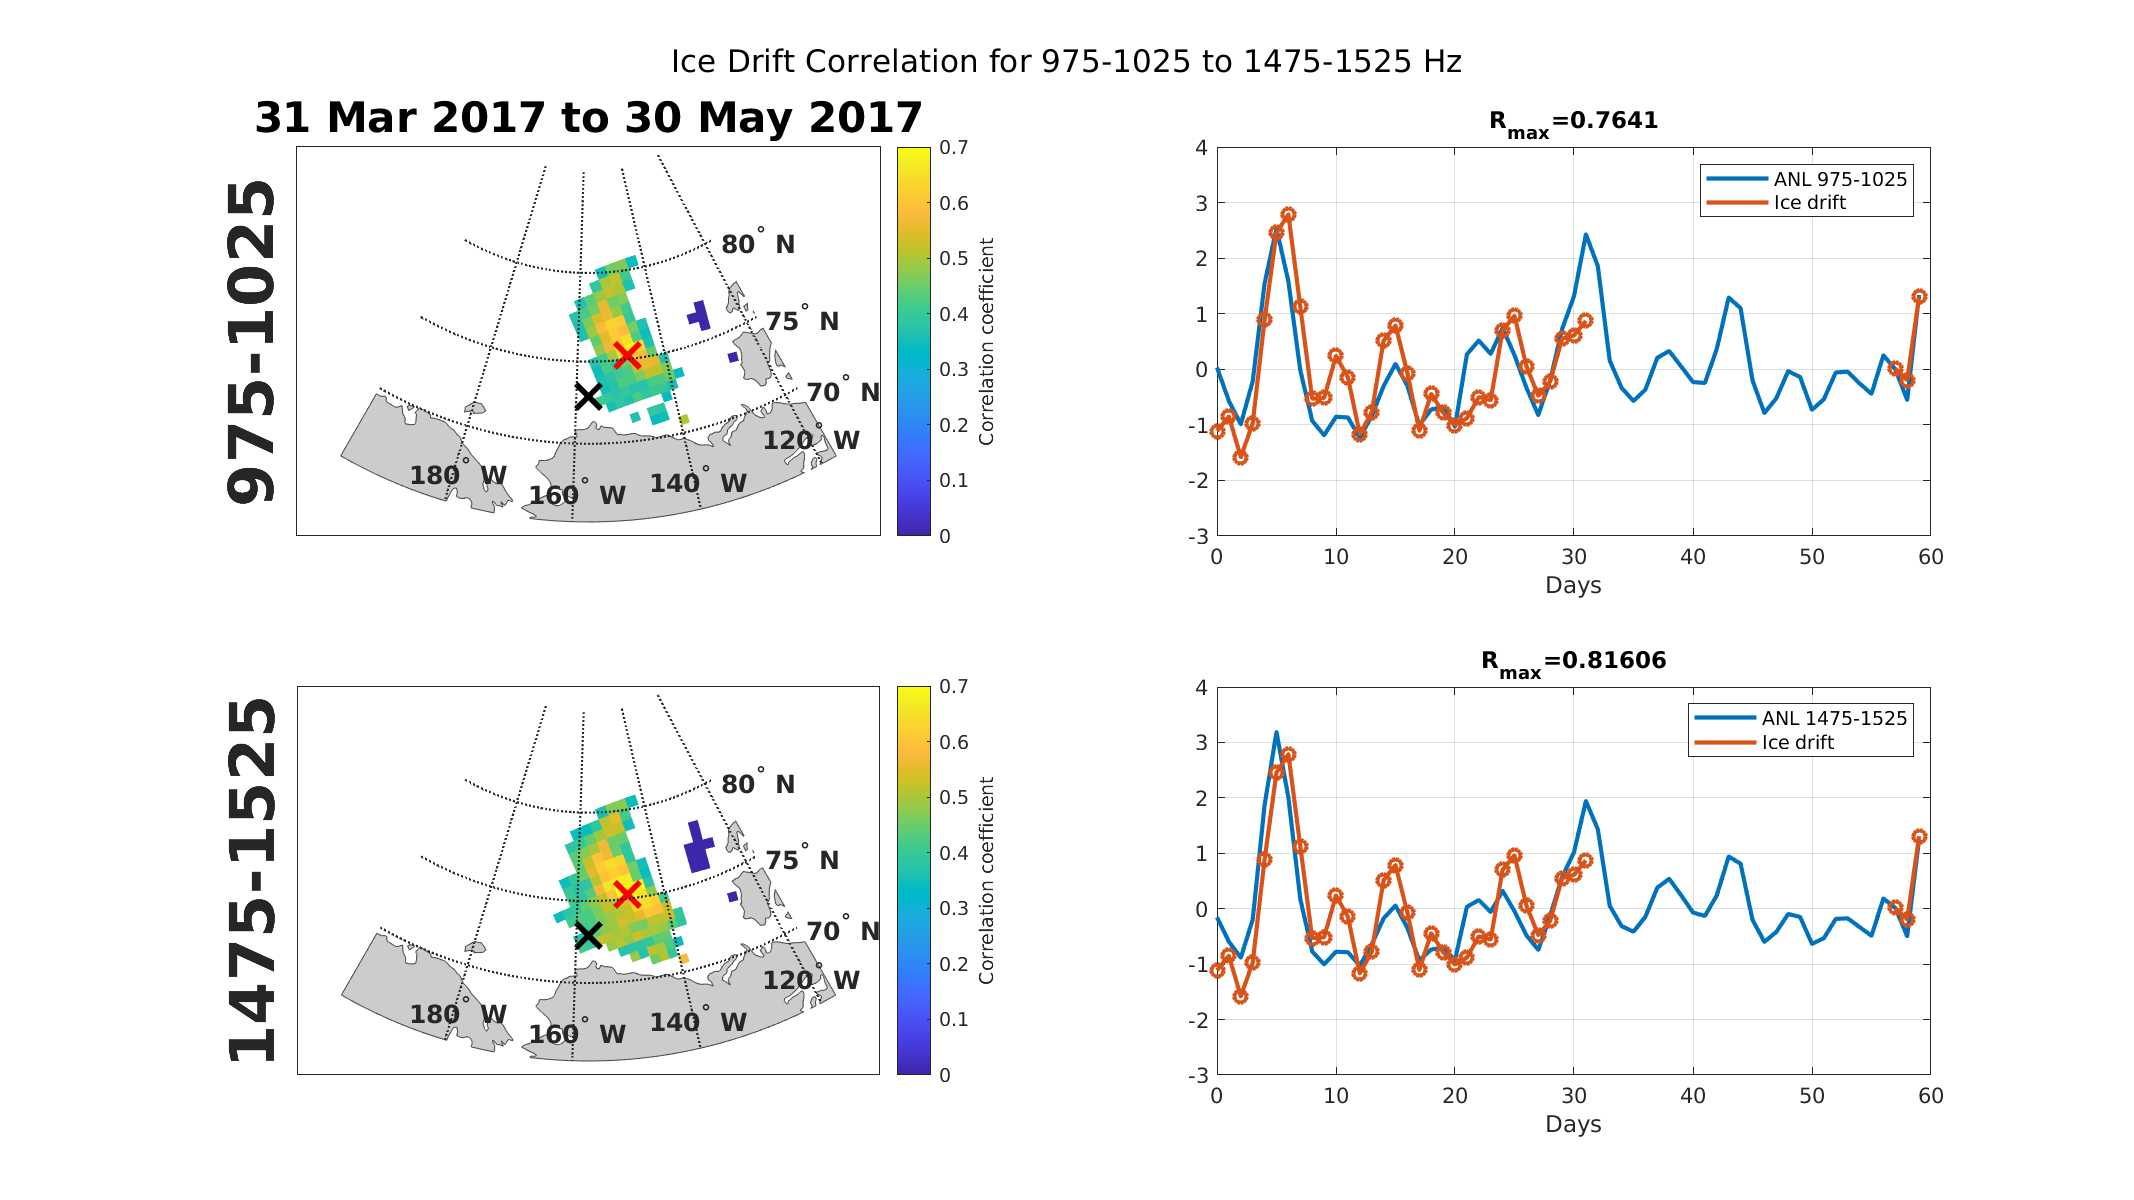 Ice Drift Correlation for 975-1025 to 1475-1525 Hz
31 Mar 2017 to 30 May 2017
975-1025
80° N
75° N
70° N
120° W
140° W
160° W
180° W
0.7
0.6
0.5
0.4
0.3
0.2
0.1
0
Correlation coefficient
Rmax=0.7641
4
3
2
1
0
-1
-2
-3
0 10 20 30 40 50 60
Days
ANL 975-1025
Ice drift
1475-1525
80° N
75° N
70° N
120° W
140° W
160° W
180° W
0.7
0.6
0.5
0.4
0.3
0.2
0.1
0
Correlation coefficient
Rmax=0.81606
4
3
2
1
0
-1
-2
-3
0 10 20 30 40 50 60
Days
ANL 1475-1525
Ice drift